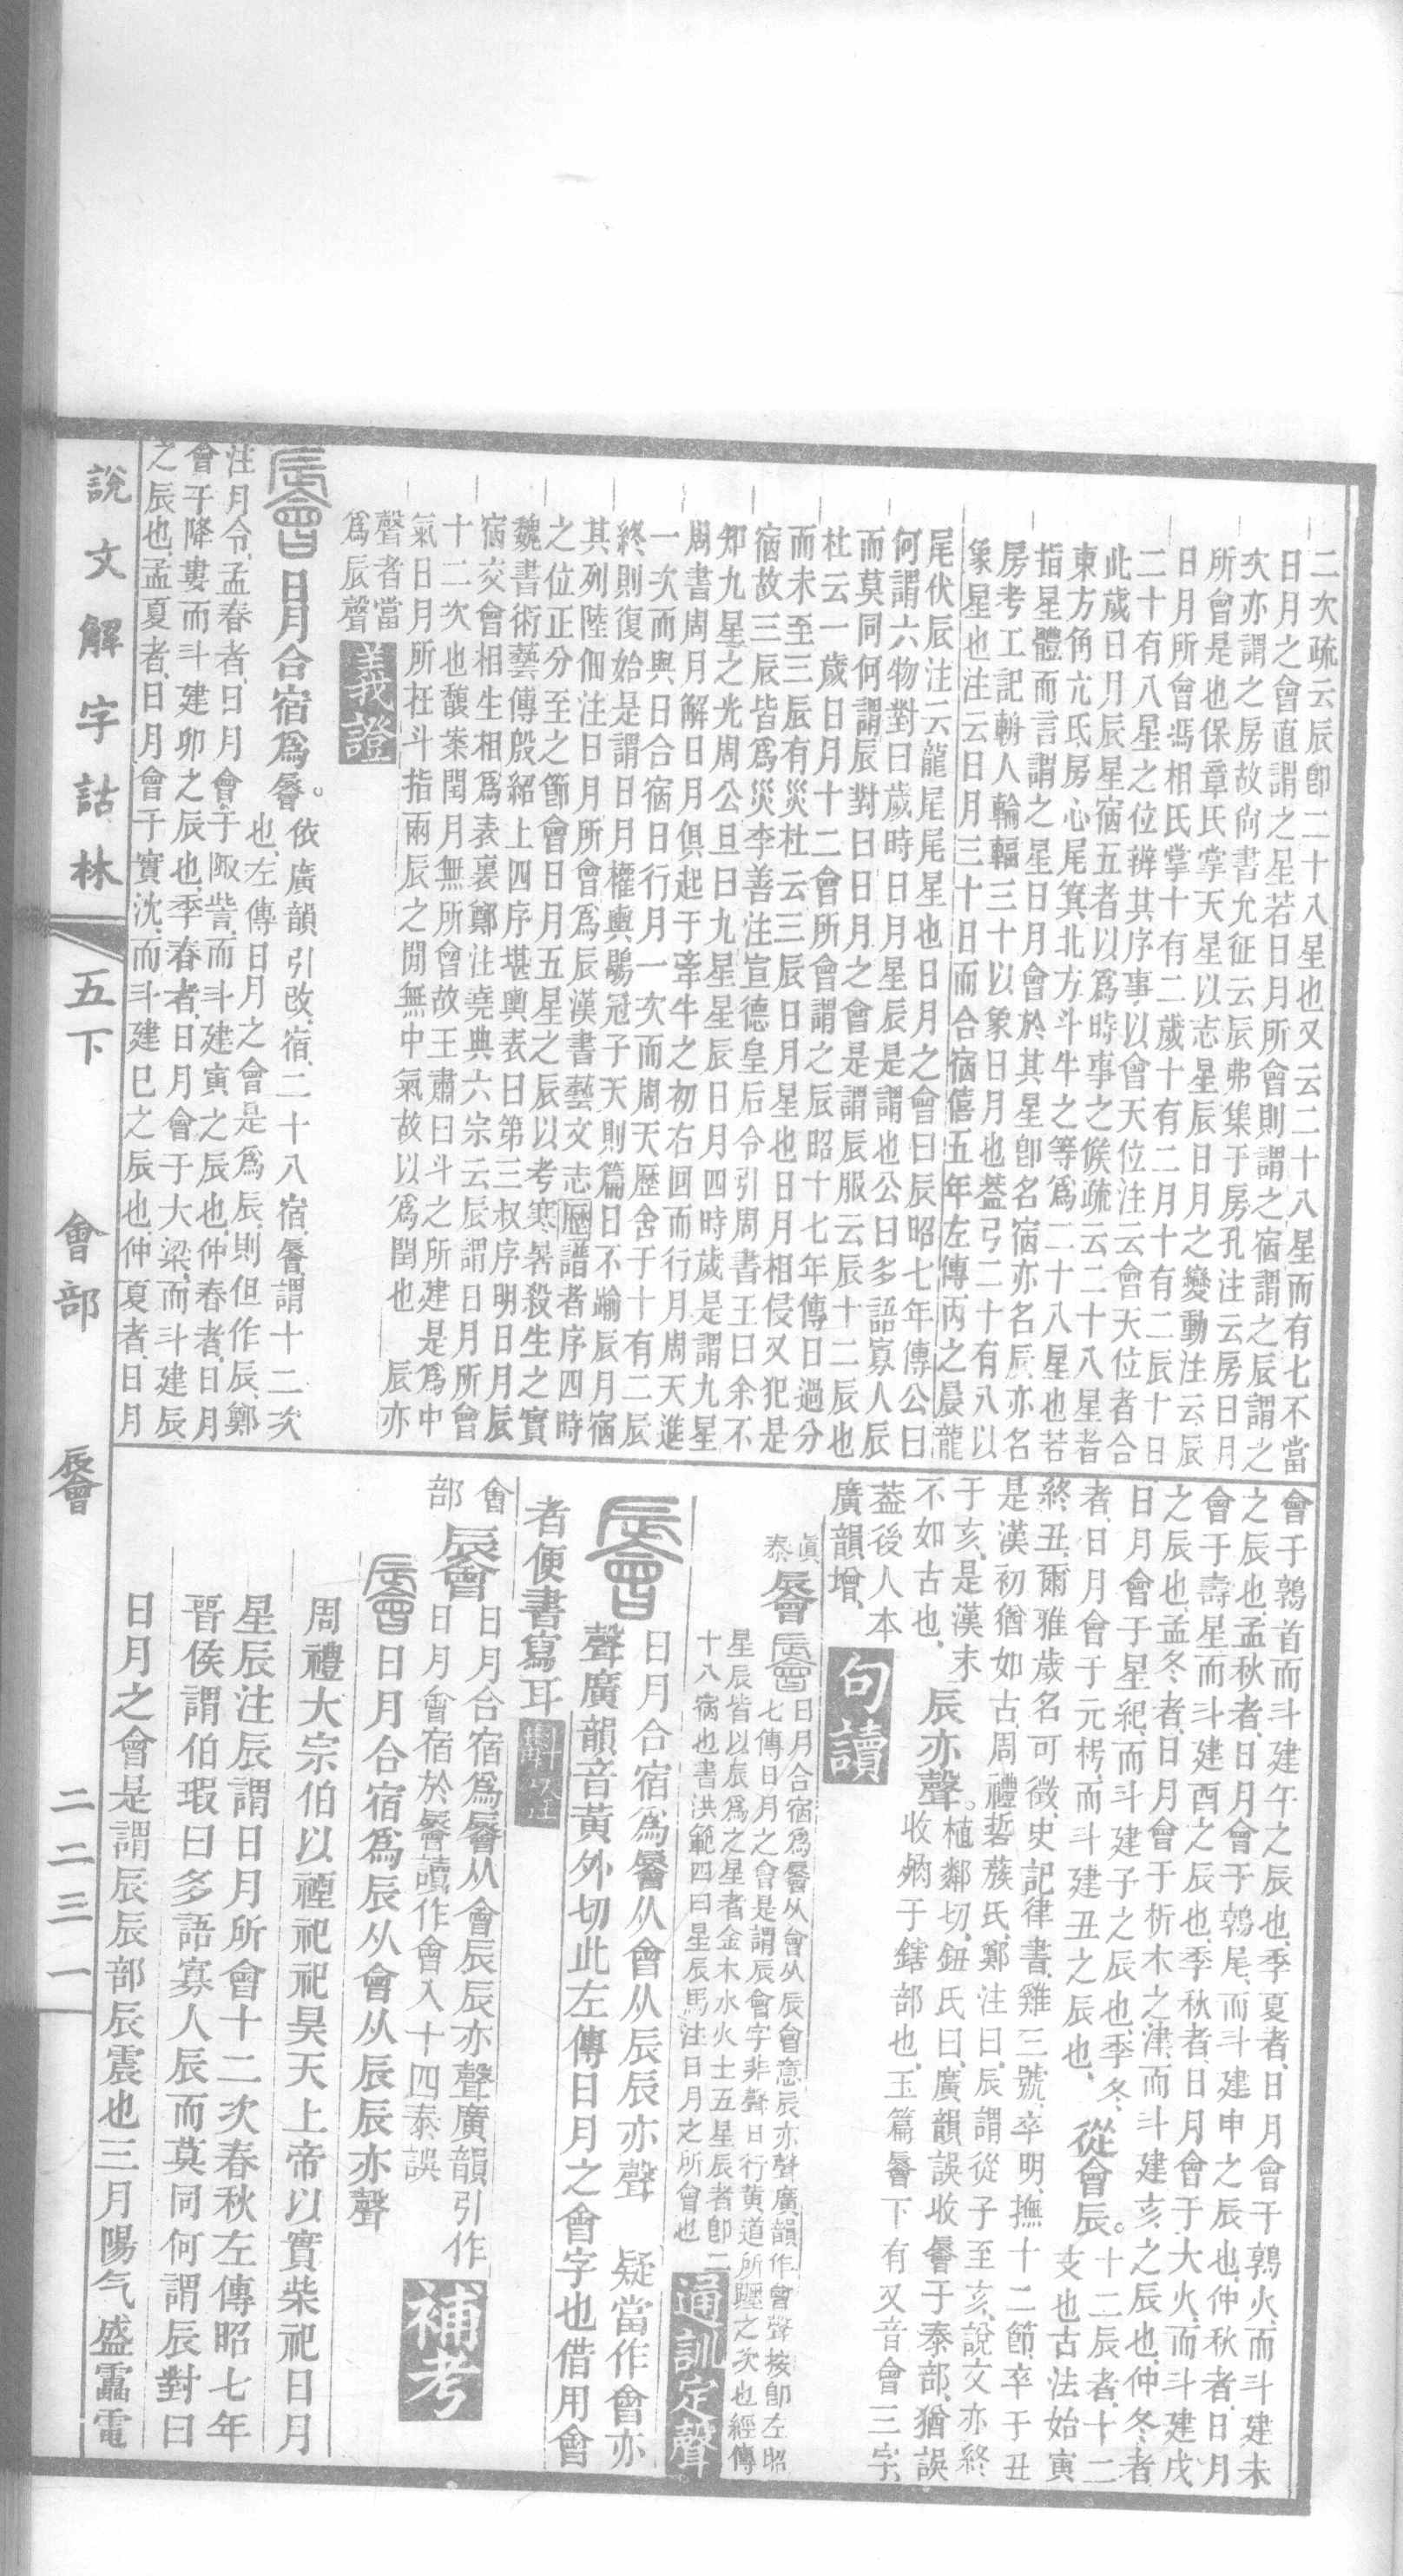 二次疏云辰卽二十八星也又云二十八星而有七不當
日月之會直謂之星若日月所會則謂之宿謂之辰謂之
次亦謂之房故尙書允征云辰弗集于房孔注云房日月
所會是也保章氏掌天星以志星辰日月之變動注云辰
日月所會馮相氏掌十有二歲十有二月十有二辰十日
二十有八星之位辨其序事以會天位注云會天位者合
此歲日月辰星宿五者以爲時事之候疏云二十八星者
東方角亢氐房心尾箕北方斗牛之等爲二十八星也若
指星體而言謂之星日月會於其星卽名宿亦名辰亦名
房考工記輈人輪輻三十以象日月也葢弓二十有八以
象星也注云日月三十日而合宿僖五年左傳丙之晨龍
尾伏辰注云龍尾尾星也日月之會曰辰昭七年傳公曰
何謂六物對曰歲時日月星辰是謂也公曰多語寡人辰
而莫同何謂辰對曰日月之會是謂辰服云辰十二辰也
杜云一歲日月十二會所會謂之辰昭十七年傳日過分
而未至三辰有災杜云三辰日月星也日月相侵又犯是
宿故三辰皆爲災李善注宣德皇后令引周書王曰余不
知九星之光周公旦曰九星星辰日月四時歲是謂九星
周書周月解日月俱起于牽牛之初右回而行月周天進
一次而與日合宿日行月一次而周天歷舍于十有二辰
終則復始是謂日月權輿鶡冠子天則篇日不踰辰月宿
其列陸佃注日月所會爲辰漢書藝文志歷譜者序四時
之位正分至之節會日月五星之辰以考寒暑殺生之實
魏書術藝傳殷紹上四序堪輿表曰第三叔序明日月辰
宿交會相生相爲表裏鄭注堯典六宗云辰謂日月所會
十二次也馥案閏月無所會故王肅曰斗之所建是爲中
氣日月所在斗指兩辰之閒無中氣故以爲閏也　辰亦
聲者當
爲辰聲 義證
䢈日月合宿爲䢈。依廣韻引改、宿、二十八宿、䢈、謂十二次
也、左傳日月之會是爲辰、則但作辰、鄭
注月令、孟春者、日月會于陬訾、而斗建寅之辰也、仲春者、日月
會于降婁而斗建卯之辰也、季春者、日月會于大梁、而斗建辰
之辰也、孟夏者、日月會于實沈、而斗建巳之辰也、仲夏者、日月
說文解字詁林　五下　會部　䢈　二二三一
會于鶉首而斗建午之辰也、季夏者、日月會于鶉火、而斗建未
之辰也、孟秋者、日月會于鶉尾、而斗建申之辰也、仲秋者、日月
會于壽星而斗建酉之辰也、季秋者、日月會于大火、而斗建戌
之辰也、孟冬者、日月會于析木之津、而斗建亥之辰也、仲冬者、
日月會于星紀、而斗建子之辰也、季冬
者、日月會于元枵、而斗建丑之辰也、從會辰。十二辰者、十二
支也古法始寅
終丑、爾雅歲名可徵、史記律書、雞三號、卒明、撫十二節、卒于丑
是漢初猶如古、周禮硩蔟氏、鄭注曰、辰謂從子至亥、說文亦終
于亥、是漢末
不如古也、辰亦聲。植鄰切、鈕氏曰、廣韻誤收䢈于泰部、猶誤
收　于鎋部也、玉篇䢈下有又音會三字、
葢後人本
廣韻增、 句讀
眞
泰 䢈 日月合宿爲䢈从會从辰會意辰亦聲廣韻作會聲按卽左昭
七傳日月之會是謂辰會字非聲日行黃道所躔之次也經傳
星辰皆以辰爲之星者金木水火土五星辰者卽二
十八宿也書洪範四曰星辰馬注日月之所會也 通訓定聲
䢈日月合宿爲䢈从會从辰辰亦聲　疑當作會亦
聲廣韻音黃外切此左傳日月之會字也借用會
者便書寫耳 斠詮
會
部 䢈日月合宿爲䢈从會辰辰亦聲廣韻引作
日月會宿於䢈讀作會入十四泰誤 補考
䢈日月合宿爲辰从會从辰辰亦聲
周禮大宗伯以禋祀祀昊天上帝以實柴祀日月
星辰注辰謂日月所會十二次春秋左傳昭七年
晉侯謂伯瑕曰多語寡人辰而莫同何謂辰對曰
日月之會是謂辰辰部辰震也三月陽气盛靁電